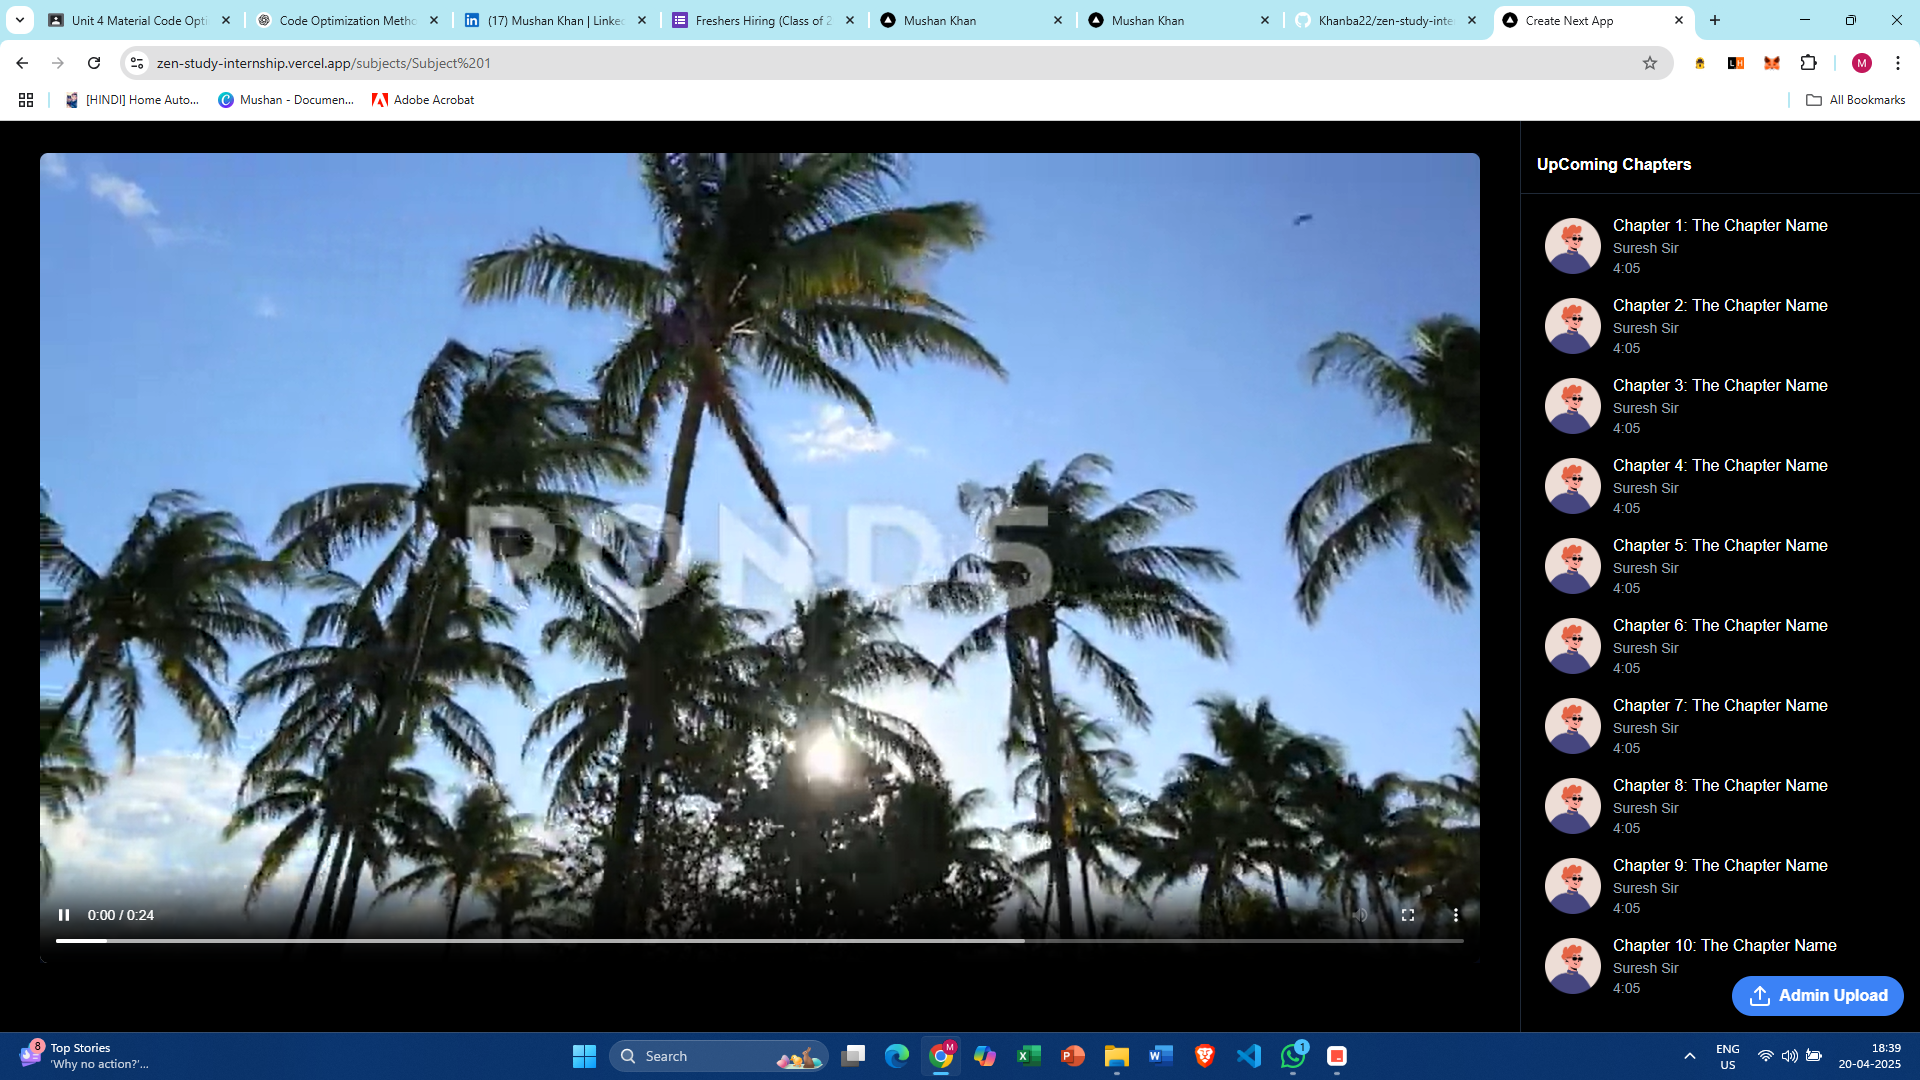 Unit 4 Material Code Opti
Code Optimization Metho
(17) Mushan Khan | Linke
Freshers Hiring (Class of 2
Mushan Khan
Mushan Khan
Khanba22/zen-study-inte
Create Next App
zen-study-internship.vercel.app/subjects/Subject%201
L H
M
[HINDI] Home Auto...
Mushan - Documen...
Adobe Acrobat
All Bookmarks
POND5
0:00 / 0:24
UpComing Chapters
Chapter 1: The Chapter Name
Suresh Sir
4:05
Chapter 2: The Chapter Name
Suresh Sir
4:05
Chapter 3: The Chapter Name
Suresh Sir
4:05
Chapter 4: The Chapter Name
Suresh Sir
4:05
Chapter 5: The Chapter Name
Suresh Sir
4:05
Chapter 6: The Chapter Name
Suresh Sir
4:05
Chapter 7: The Chapter Name
Suresh Sir
4:05
Chapter 8: The Chapter Name
Suresh Sir
4:05
Chapter 9: The Chapter Name
Suresh Sir
4:05
Chapter 10: The Chapter Name
Suresh Sir
4:05
Admin Upload
8
Top Stories
'Why no action?'...
Search
M
1
ENG
US
18:39
20-04-2025